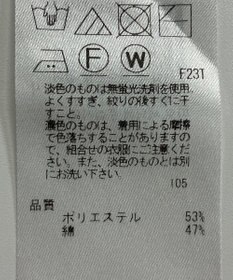 F
W
F23T
淡色のものは無蛍光洗剤を使用。
よくすすぎ、絞りの後すぐに干
すこと。
濃色のものは、着用による摩擦
で色落ちすることがありますの
で、組合せの衣服にご注意くだ
さい。また、淡色のものとは別
にお洗い下さい。
105
品質
ポリエステル 53%
綿 47%